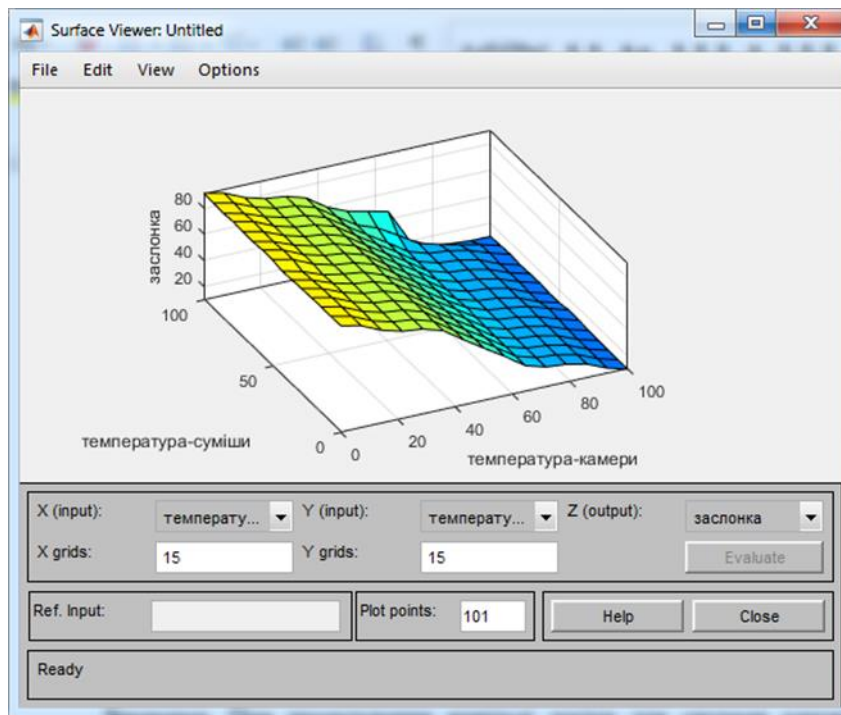 Surface Viewer: Untitled
File Edit View Options
80
60
40
20
заслонка
100
50
0
температура-суміши
0
20
40
60
80
100
температура-камери
X (input): температу... Y (input): температу... Z (output): заслонка
X grids: 15 Y grids: 15 Evaluate
Ref. Input: Plot points: 101 Help Close
Ready